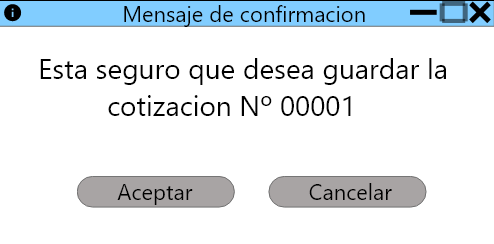 Mensaje de confirmacion
Esta seguro que desea guardar la
cotizacion Nº 00001
Aceptar
Cancelar